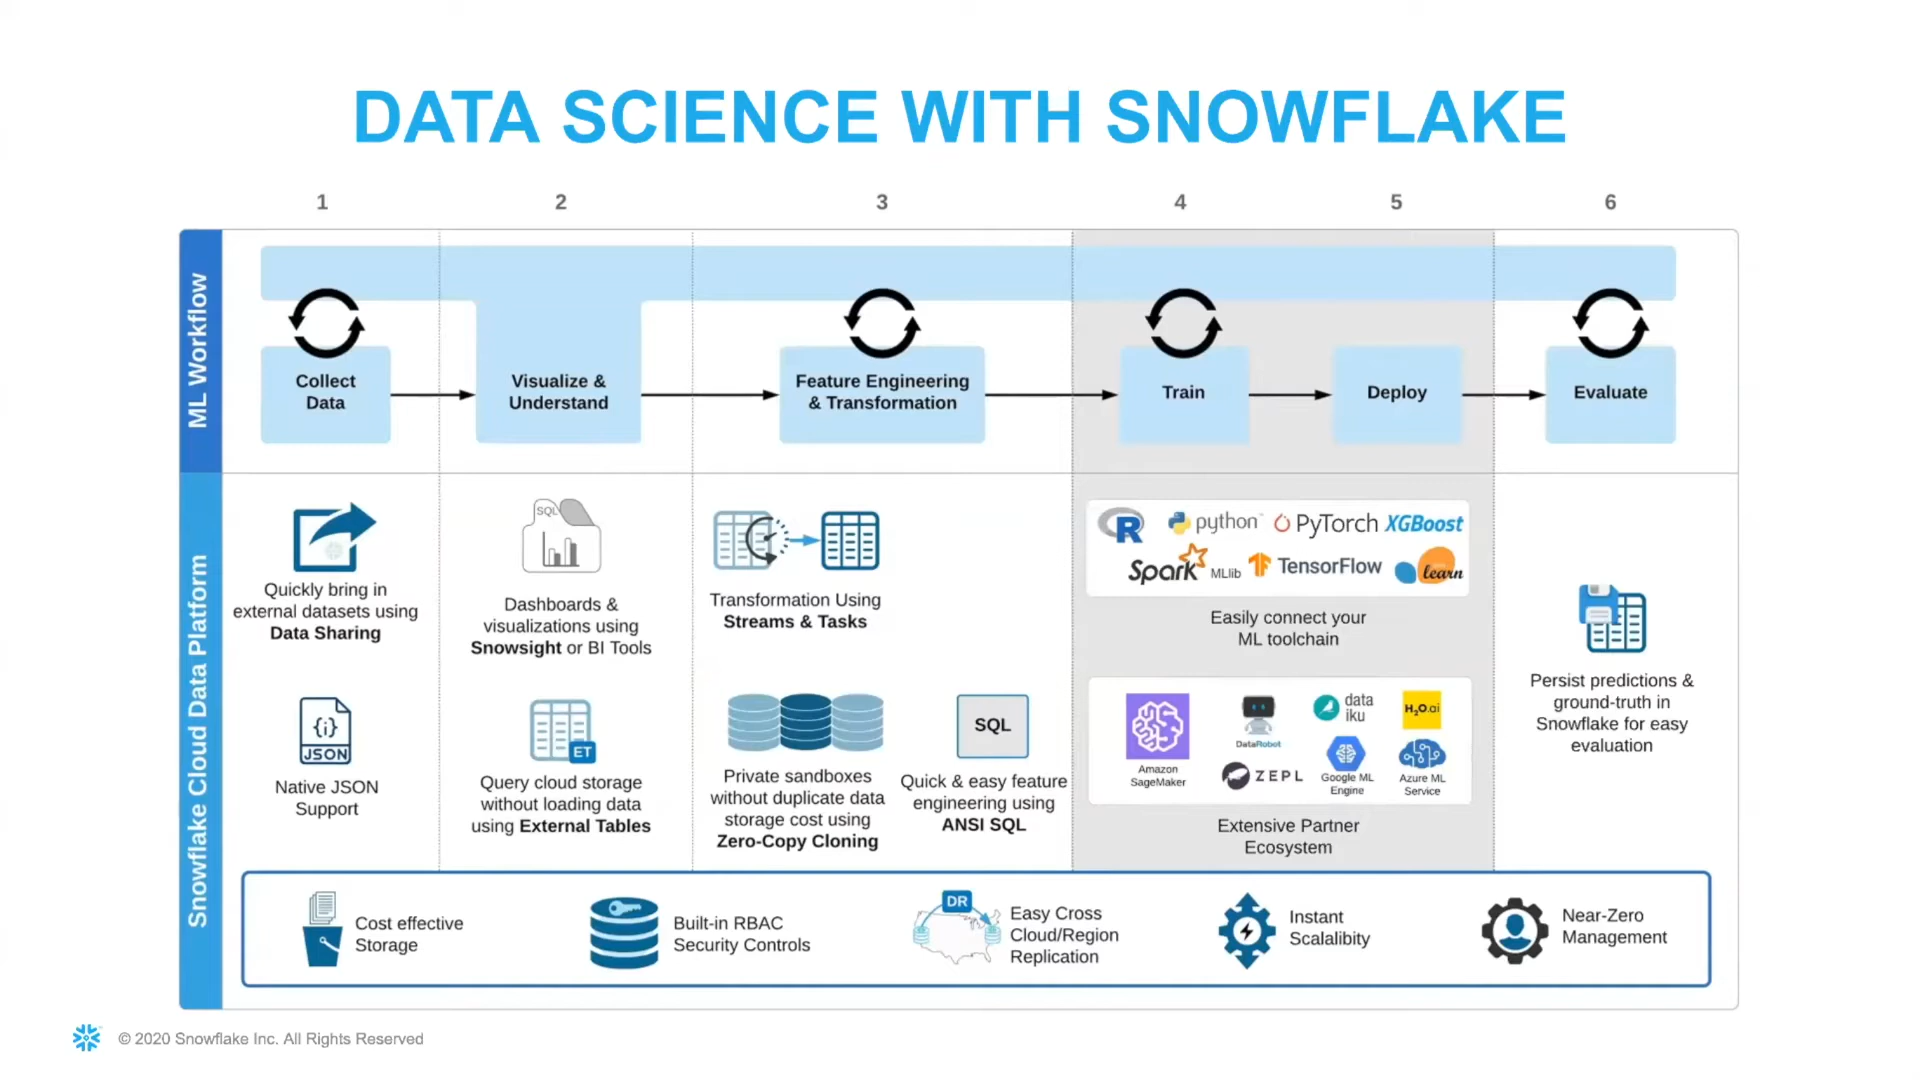 DATA SCIENCE WITH SNOWFLAKE
1
2
3
4
5
6
ML Workflow
Collect
Data
Visualize &
Understand
Feature Engineering
& Transformation
Train
Deploy
Evaluate
Snowflake Cloud Data Platform
Quickly bring in
external datasets using
Data Sharing
{i}
JSON
Native JSON
Support
SQL
Dashboards &
visualizations using
Snowsight or BI Tools
ET
Query cloud storage
without loading data
using External Tables
Transformation Using
Streams & Tasks
Private sandboxes
without duplicate data
storage cost using
Zero-Copy Cloning
SQL
Quick & easy feature
engineering using
ANSI SQL
R
python
PyTorch
XGBoost
Spark MLlib
TensorFlow
learn
Easily connect your
ML toolchain
Amazon
SageMaker
DataRobot
data
iku
H2O.ai
ZEPL
Google ML
Engine
Azure ML
Service
Extensive Partner
Ecosystem
Persist predictions &
ground-truth in
Snowflake for easy
evaluation
Cost effective
Storage
Built-in RBAC
Security Controls
DR
Easy Cross
Cloud/Region
Replication
Instant
Scalalibity
Near-Zero
Management
© 2020 Snowflake Inc. All Rights Reserved